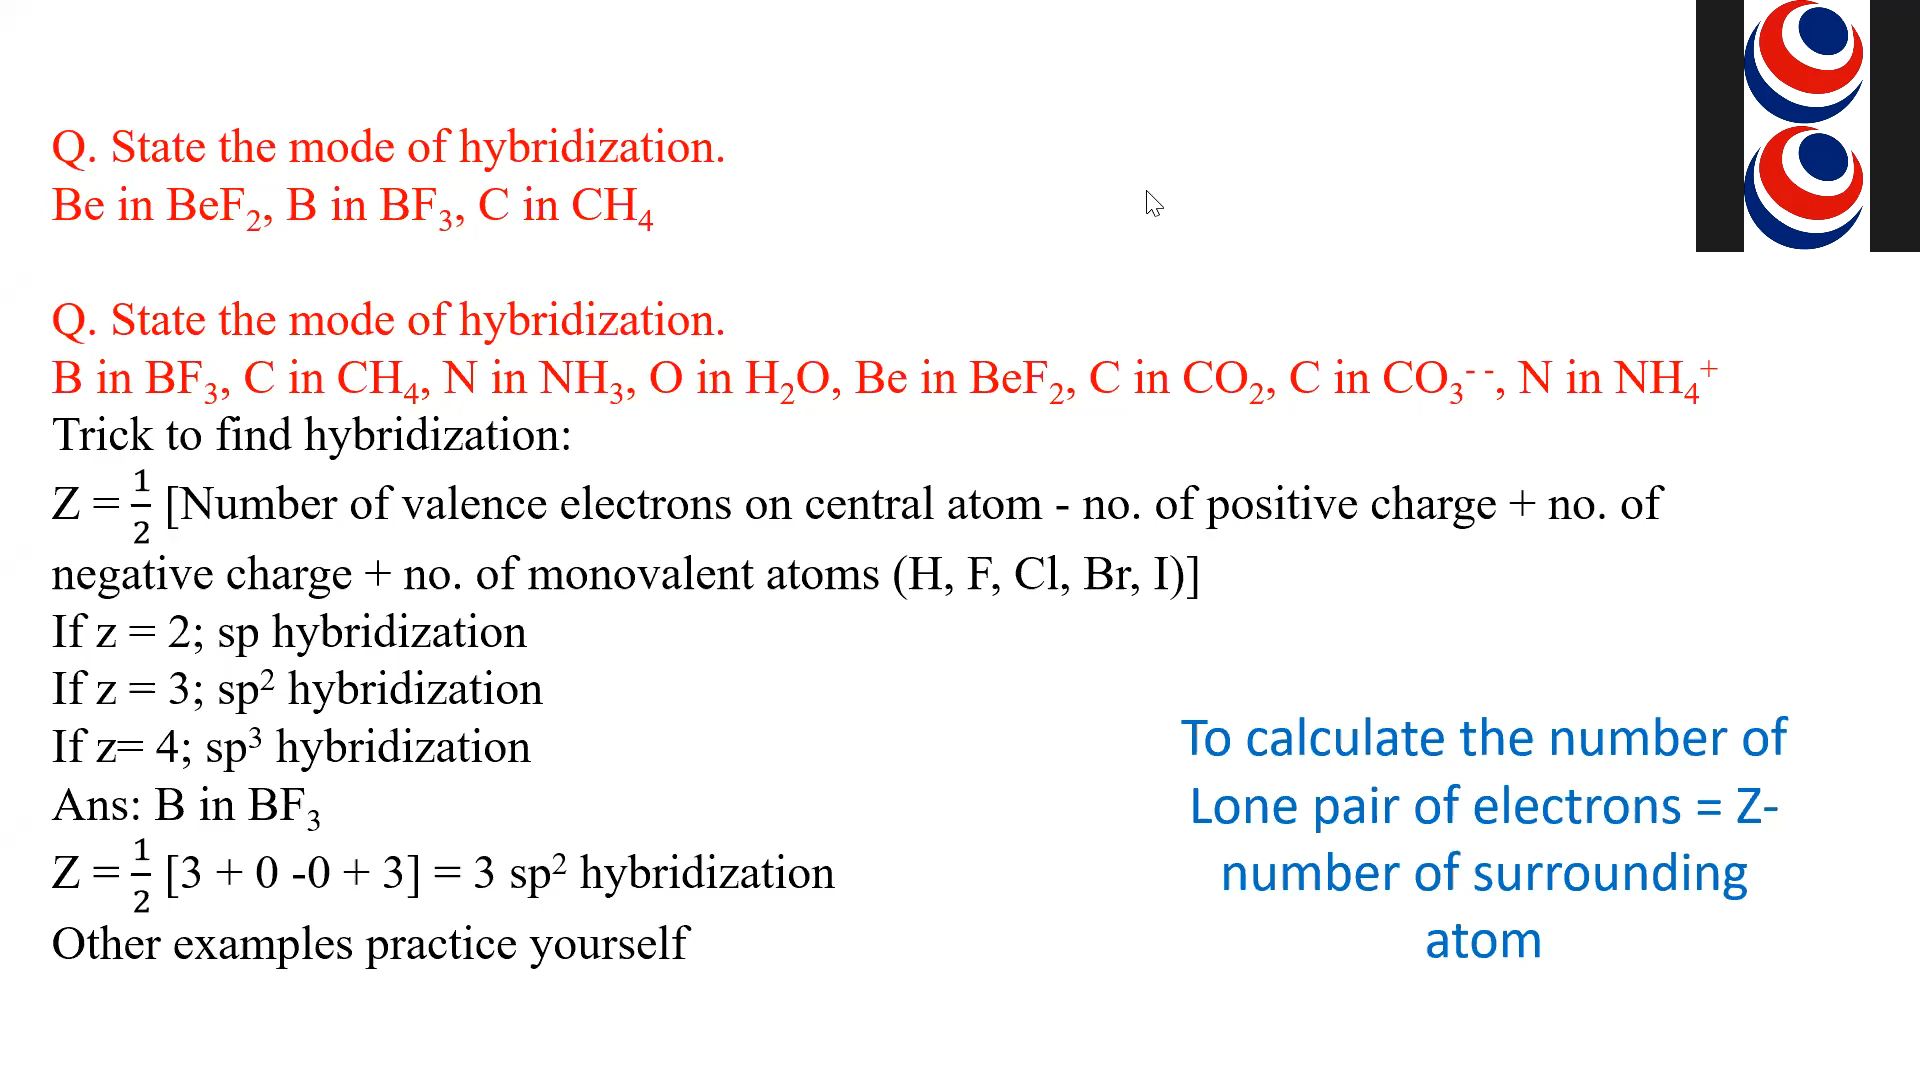 Q. State the mode of hybridization.
Be in BeF₂, B in BF₃, C in CH₄
Q. State the mode of hybridization.
B in BF₃, C in CH₄, N in NH₃, O in H₂O, Be in BeF₂, C in CO₂, C in CO₃⁻ ⁻, N in NH₄⁺
Trick to find hybridization:
Z = 1/2 [Number of valence electrons on central atom - no. of positive charge + no. of
negative charge + no. of monovalent atoms (H, F, Cl, Br, I)]
If z = 2; sp hybridization
If z = 3; sp² hybridization
If z= 4; sp³ hybridization
Ans: B in BF₃
Z = 1/2 [3 + 0 -0 + 3] = 3 sp² hybridization
Other examples practice yourself
To calculate the number of
Lone pair of electrons = Z-
number of surrounding
atom